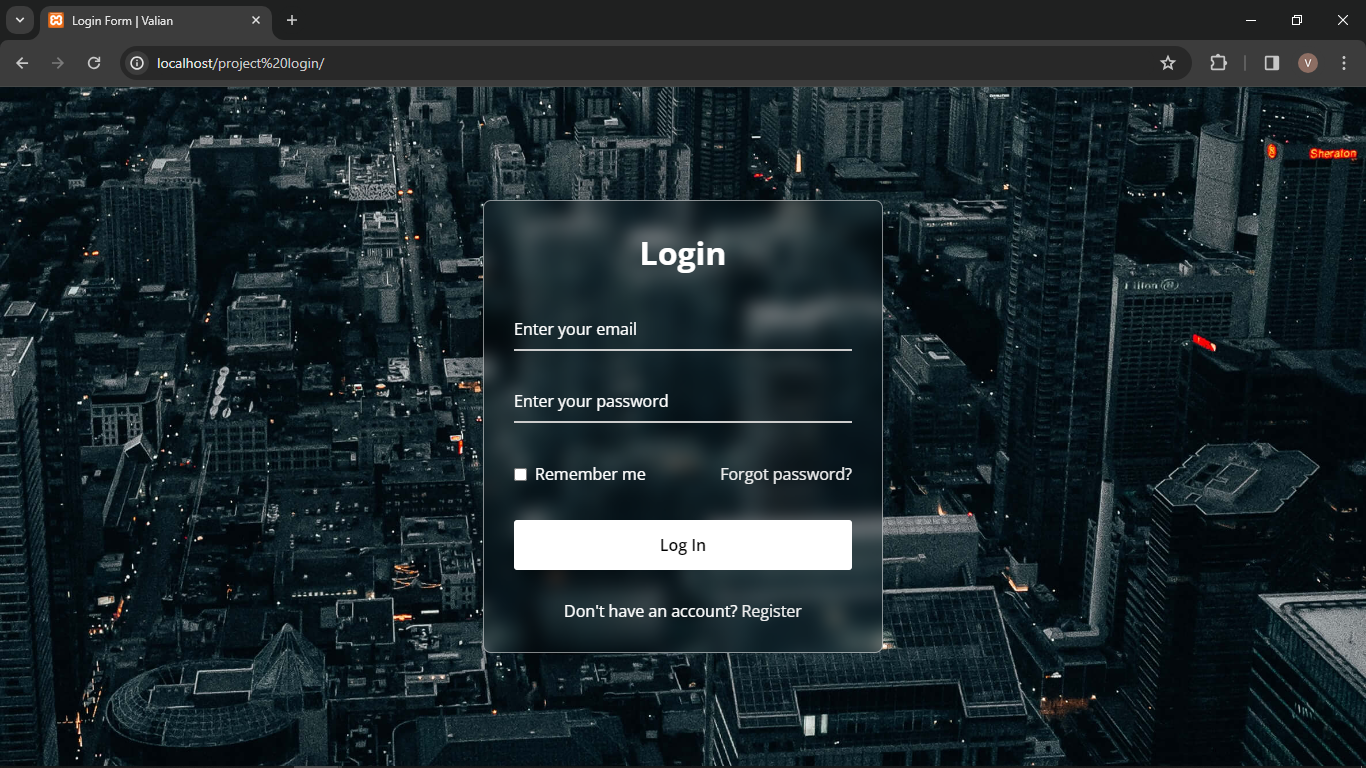 Login Form | Valian
localhost/project%20login/
V
Sheraton
Hilton
Login
Enter your email
Enter your password
Remember me
Forgot password?
Log In
Don't have an account? Register